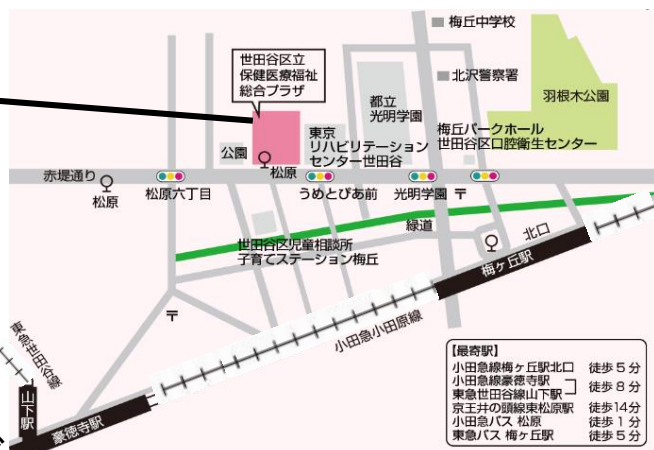 梅丘中学校
世田谷区立
保健医療福祉
総合プラザ
北沢警察署
羽根木公園
都立
光明学園
梅丘パークホール
世田谷区口腔衛生センター
東京
リハビリテーション
センター世田谷
公園
松原
赤堤通り
松原
松原六丁目
うめとぴあ前
光明学園
〒
緑道
北口
世田谷区児童相談所
子育てステーション梅丘
梅ヶ丘駅
〒
小田急小田原線
東急世田谷線
山下駅
豪徳寺駅
【最寄駅】
小田急線梅ヶ丘駅北口 徒歩5分
小田急線豪徳寺駅
東急世田谷線山下駅 徒歩8分
京王井の頭線東松原駅 徒歩14分
小田急バス 松原 徒歩1分
東急バス 梅ヶ丘駅 徒歩5分